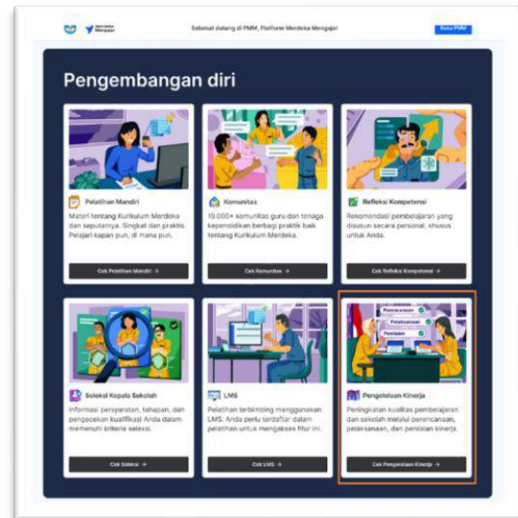 Merdeka
Mengajar
Selamat datang di PMM, Platform Merdeka Mengajar
Buka PMM
Pengembangan diri
Pelatihan Mandiri
Materi tentang Kurikulum Merdeka
dan seputarnya. Singkat dan praktis.
Pelajari kapan pun, di mana pun.
Cek Pelatihan Mandiri →
Komunitas
19.000+ komunitas guru dan tenaga
kependidikan berbagi praktik baik
tentang Kurikulum Merdeka.
Cek Komunitas →
Refleksi Kompetensi
Rekomendasi pembelajaran yang
disusun secara personal, khusus
untuk Anda.
Cek Refleksi Kompetensi →
Seleksi Kepala Sekolah
Informasi persyaratan, tahapan, dan
pengecekan kualifikasi Anda dalam
memenuhi kriteria seleksi.
Cek Seleksi →
LMS
Pelatihan terbimbing menggunakan
LMS. Anda perlu terdaftar dalam
pelatihan untuk mengakses fitur ini.
Cek LMS →
Perencanaan
Pelaksanaan
Penilaian
Pengelolaan Kinerja
Peningkatan kualitas pembelajaran
dan sekolah melalui perencanaan,
pelaksanaan, dan penilaian kinerja.
Cek Pengelolaan Kinerja →